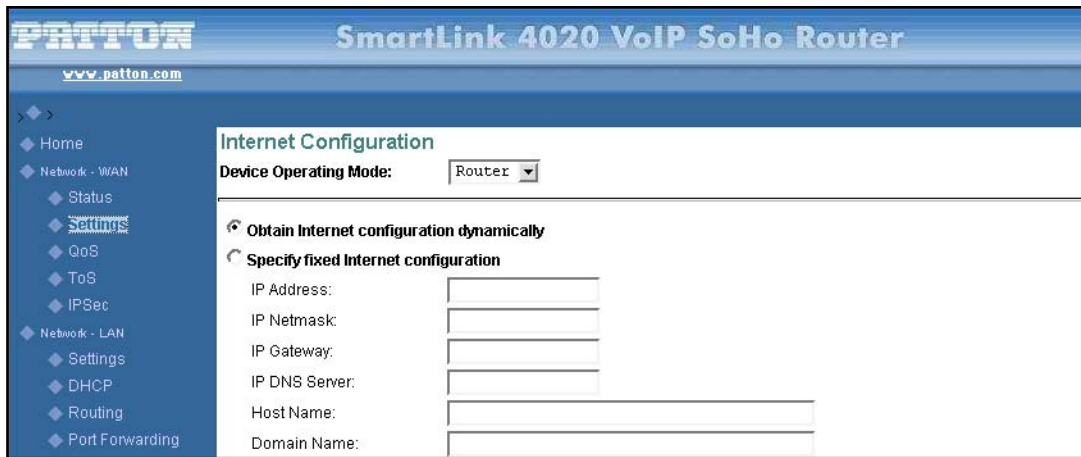 PATTON
SmartLink 4020 VoIP SoHo Router
www.patton.com
Home
Network - WAN
Status
Settings
QoS
ToS
IPSec
Network - LAN
Settings
DHCP
Routing
Port Forwarding
Internet Configuration
Device Operating Mode: Router
Obtain Internet configuration dynamically
Specify fixed Internet configuration
IP Address:
IP Netmask:
IP Gateway:
IP DNS Server:
Host Name:
Domain Name: